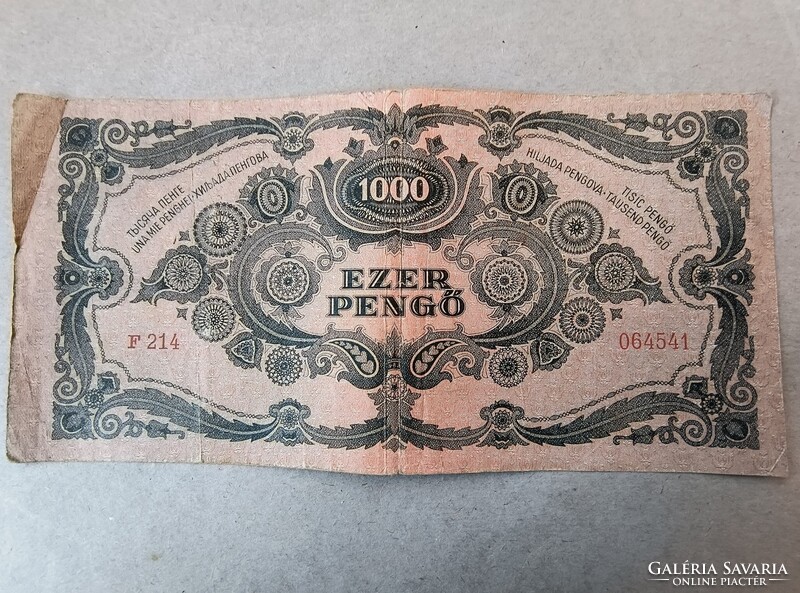 1000
ТЫСЯЧА ПЕНГЕ
UNA MIE PENGHEI·ХИЉАДА ПЕНГОВА
TISÍC PENGŐ
HILJADA PENGOVA·TAUSEND PENGŐ
EZER
PENGŐ
F 214
064541
GALÉRIA SAVARIA
ONLINE PIACTÉR